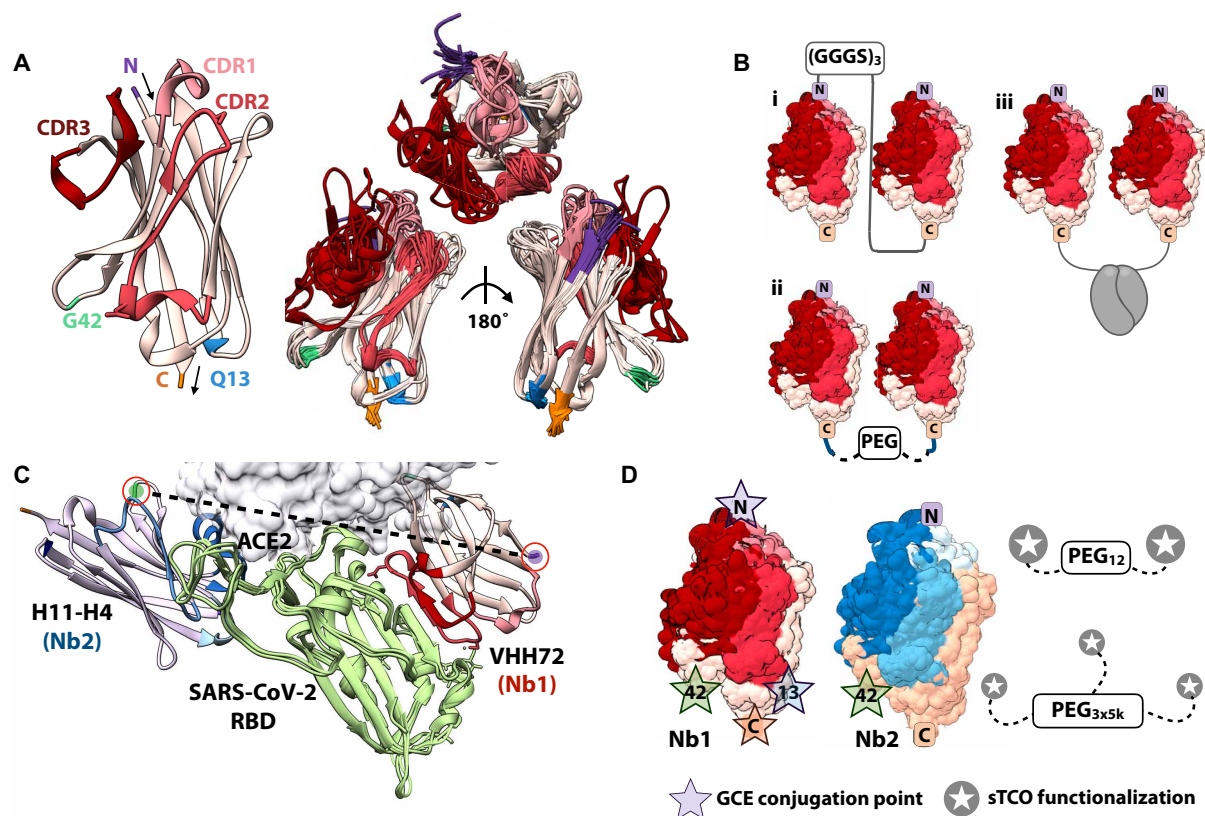 A
N
CDR1
CDR2
CDR3
G42
C
Q13
180°
B
(GGGS)3
i
N
C
C
iii
N
N
C
C
ii
N
N
C
C
PEG
C
ACE2
H11-H4
(Nb2)
SARS-CoV-2
RBD
VHH72
(Nb1)
D
N
42
13
C
Nb1
N
42
C
Nb2
PEG12
PEG3x5k
GCE conjugation point
sTCO functionalization